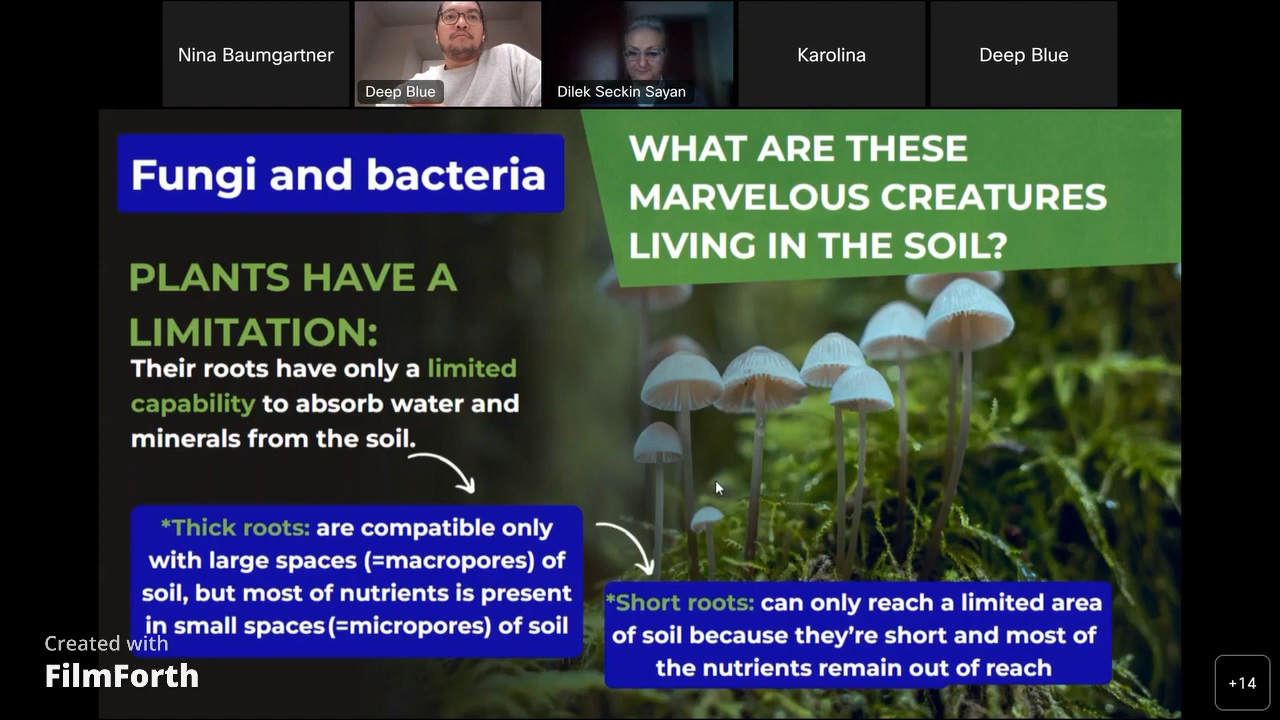 Nina Baumgartner
Deep Blue
Dilek Seckin Sayan
Karolina
Deep Blue
Fungi and bacteria
WHAT ARE THESE
MARVELOUS CREATURES
LIVING IN THE SOIL?
PLANTS HAVE A
LIMITATION:
Their roots have only a limited
capability to absorb water and
minerals from the soil.
*Thick roots: are compatible only
with large spaces (=macropores) of
soil, but most of nutrients is present
in small spaces(=micropores) of soil
*Short roots: can only reach a limited area
of soil because they're short and most of
the nutrients remain out of reach
Created with
FilmForth
+14